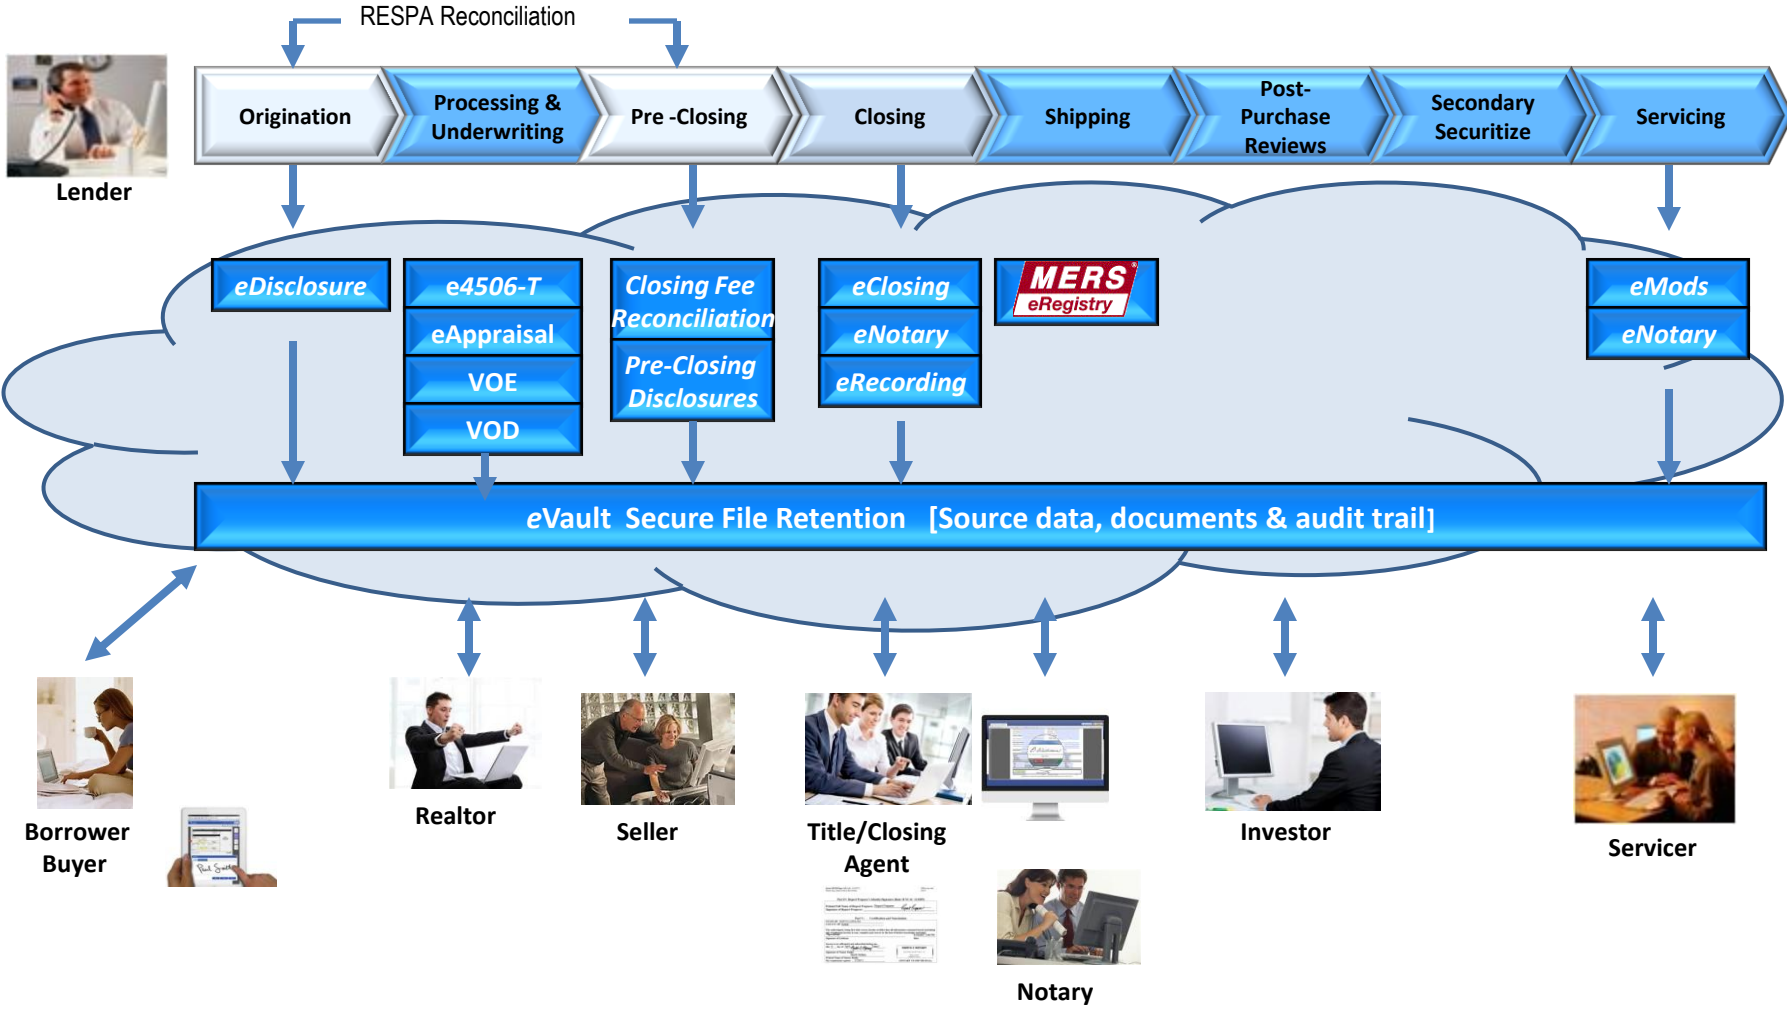 RESPA Reconciliation
Origination
Processing &
Underwriting
Pre -Closing
Closing
Shipping
Post-
Purchase
Reviews
Secondary
Securitize
Servicing
Lender
eDisclosure
e4506-T
eAppraisal
VOE
VOD
Closing Fee
Reconciliation
Pre-Closing
Disclosures
eClosing
eNotary
eRecording
MERS®
eRegistry
eMods
eNotary
eVault Secure File Retention [Source data, documents & audit trail]
Borrower
Buyer
Realtor
Seller
Title/Closing
Agent
Notary
Investor
Servicer